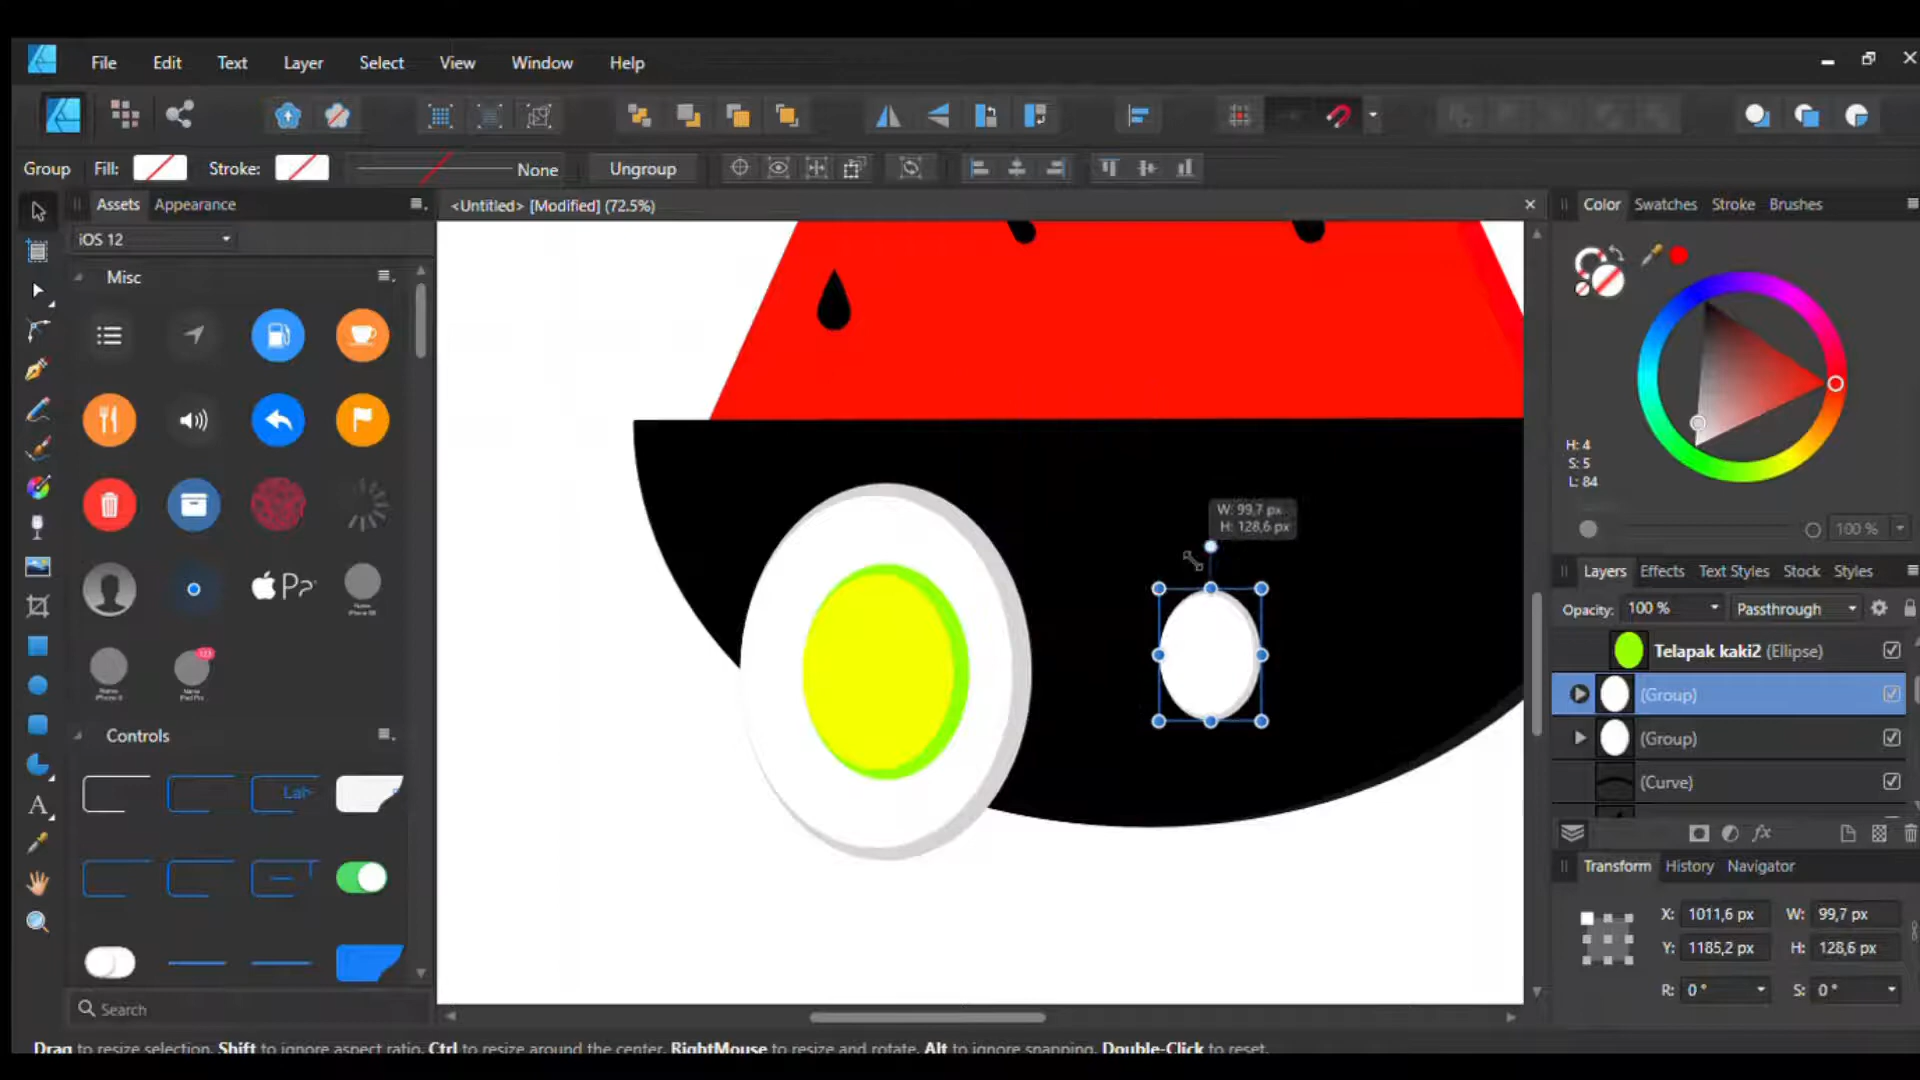 File Edit Text Layer Select View Window Help
Group Fill: Stroke: None Ungroup
Assets Appearance
<Untitled> [Modified] (72.5%)
Color Swatches Stroke Brushes
iOS 12
Misc
H: 4
S: 5
L: 84
100 %
W: 99,7 px
H: 128,6 px
Layers Effects Text Styles Stock Styles
Opacity: 100 % Passthrough
Telapak kaki2 (Ellipse)
(Group)
(Group)
(Curve)
Controls
Transform History Navigator
X: 1011,6 px W: 99,7 px
Y: 1185,2 px H: 128,6 px
R: 0 ° S: 0 °
Search
Drag to resize selection. Shift to ignore aspect ratio. Ctrl to resize around the center. RightMouse to resize and rotate. Alt to ignore snapping. Double-Click to reset.